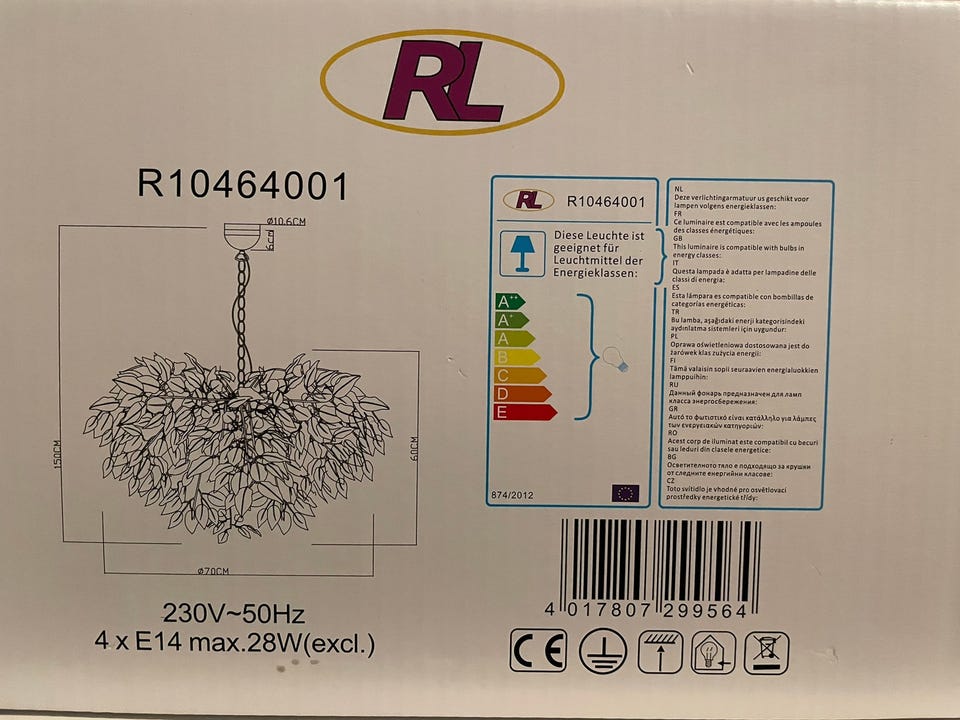 RL
R10464001
ø10.6CM
6cm
150CM
60CM
ø70CM
230V~50Hz
4 x E14 max.28W(excl.)
RL R10464001
Diese Leuchte ist
geeignet für
Leuchtmittel der
Energieklassen:
A++
A+
A
B
C
D
E
874/2012
NL
Deze verlichtingarmatuur us geschikt voor
lampen volgens energieklassen:
FR
Ce luminaire est compatible avec les ampoules
des classes énergétiques:
GB
This luminaire is compatible with bulbs in
energy classes:
IT
Questa lampada è adatta per lampadine delle
classi di energia:
ES
Esta lámpara es compatible con bombillas de
categorías energéticas:
TR
Bu lamba, aşağıdaki enerji kategorisindeki
aydınlatma sistemleri için uygundur:
PL
Oprawa oświetleniowa dostosowana jest do
żarówek klas zużycia energii:
FI
Tämä valaisin sopii seuraavien energialuokkien
lamppuihin:
RU
Данный фонарь предназначен для ламп
класса энергосбережения:
GR
Αυτό το φωτιστικό είναι κατάλληλο για λάμπες
των ενεργειακών κατηγοριών:
RO
Acest corp de iluminat este compatibil cu becuri
sau leduri din clasele energetice:
BG
Осветителното тяло е подходящо за крушки
от следните енергийни класове:
CZ
Toto svítidlo je vhodné pro osvětlovací
prostředky energetické třídy:
4 017807 299564
CE